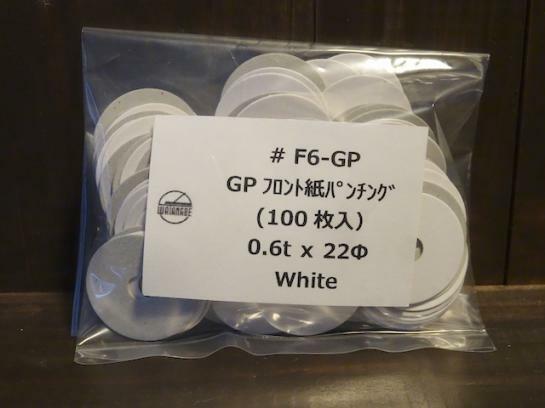 # F6-GP
GP フロント紙パンチング
(100 枚入)
0.6t x 22Φ
White
WATANABE